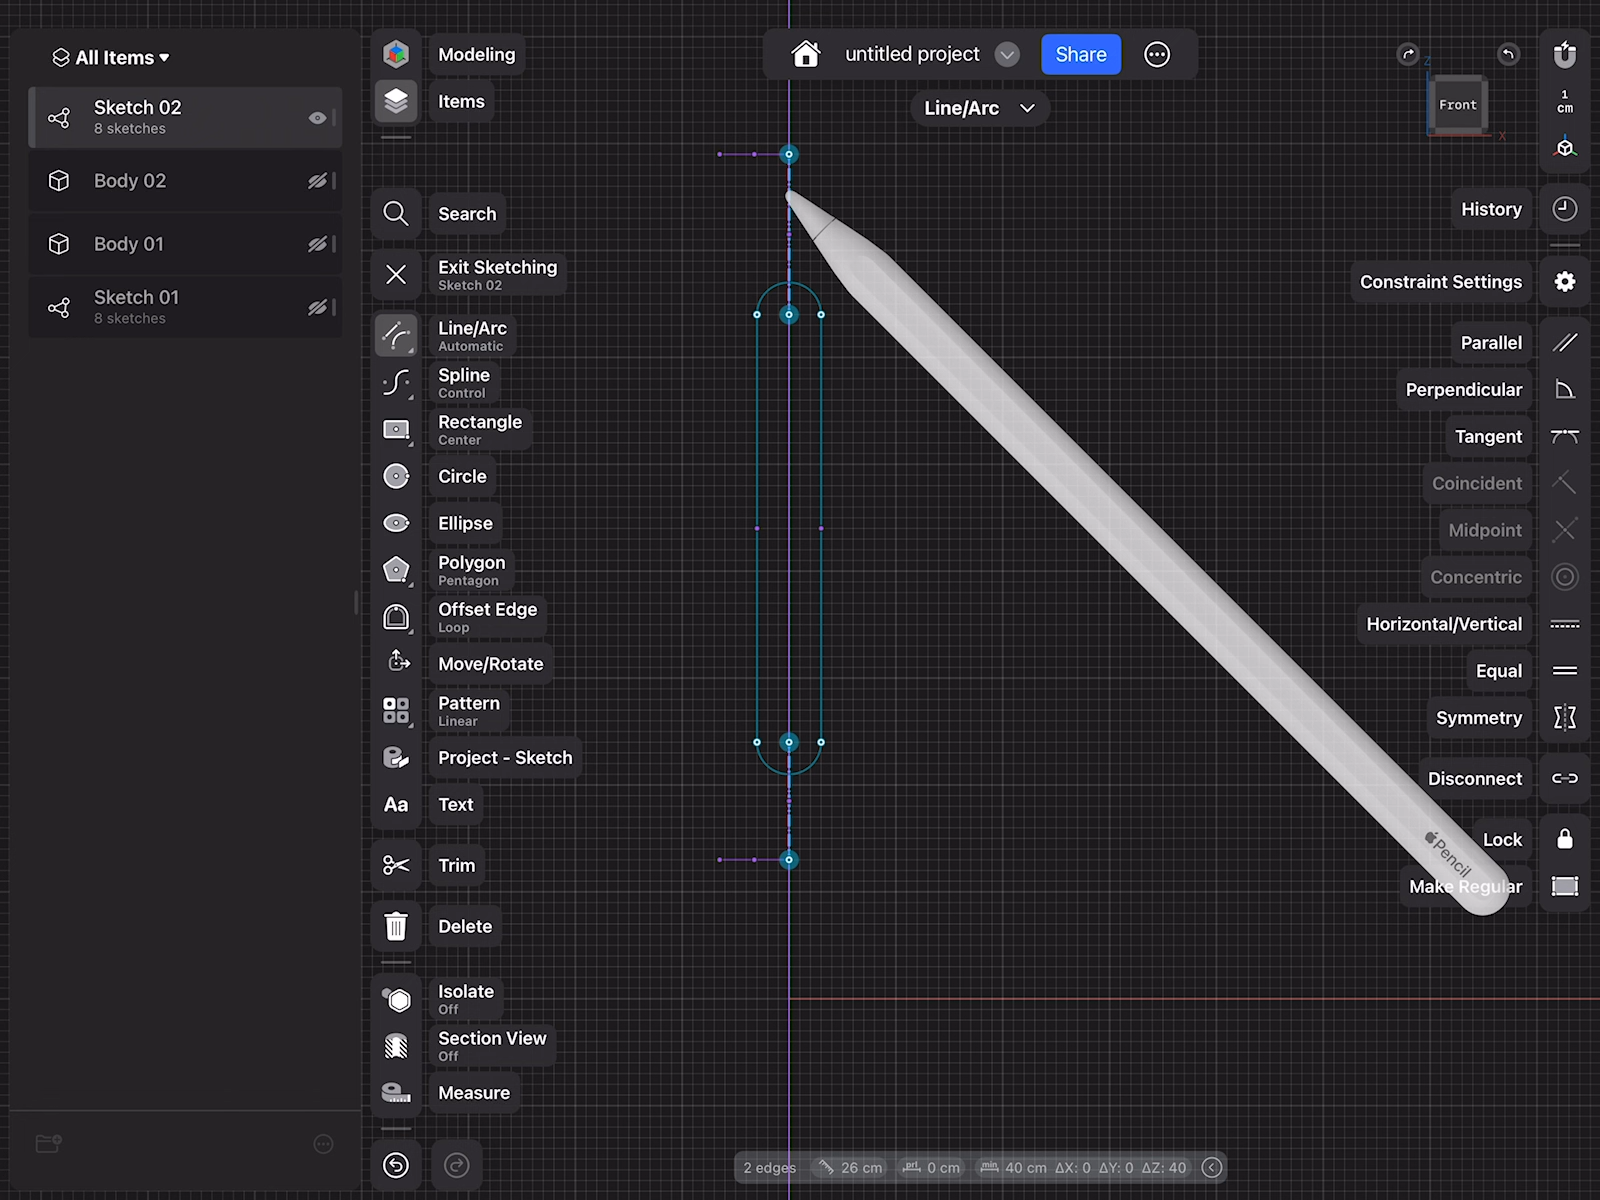 All Items
Sketch 02
8 sketches
Body 02
Body 01
Sketch 01
8 sketches
Modeling
Items
Search
Exit Sketching
Sketch 02
Line/Arc
Automatic
Spline
Control
Rectangle
Center
Circle
Ellipse
Polygon
Pentagon
Offset Edge
Loop
Move/Rotate
Pattern
Linear
Project - Sketch
Aa Text
Trim
Delete
Isolate
Off
Section View
Off
Measure
untitled project
Share
Line/Arc
Z
Front
X
1
cm
History
Constraint Settings
Parallel
Perpendicular
Tangent
Coincident
Midpoint
Concentric
Horizontal/Vertical
Equal
Symmetry
Disconnect
Lock
Make Regular
Pencil
2 edges 26 cm prl 0 cm min 40 cm ΔX: 0 ΔY: 0 ΔZ: 40